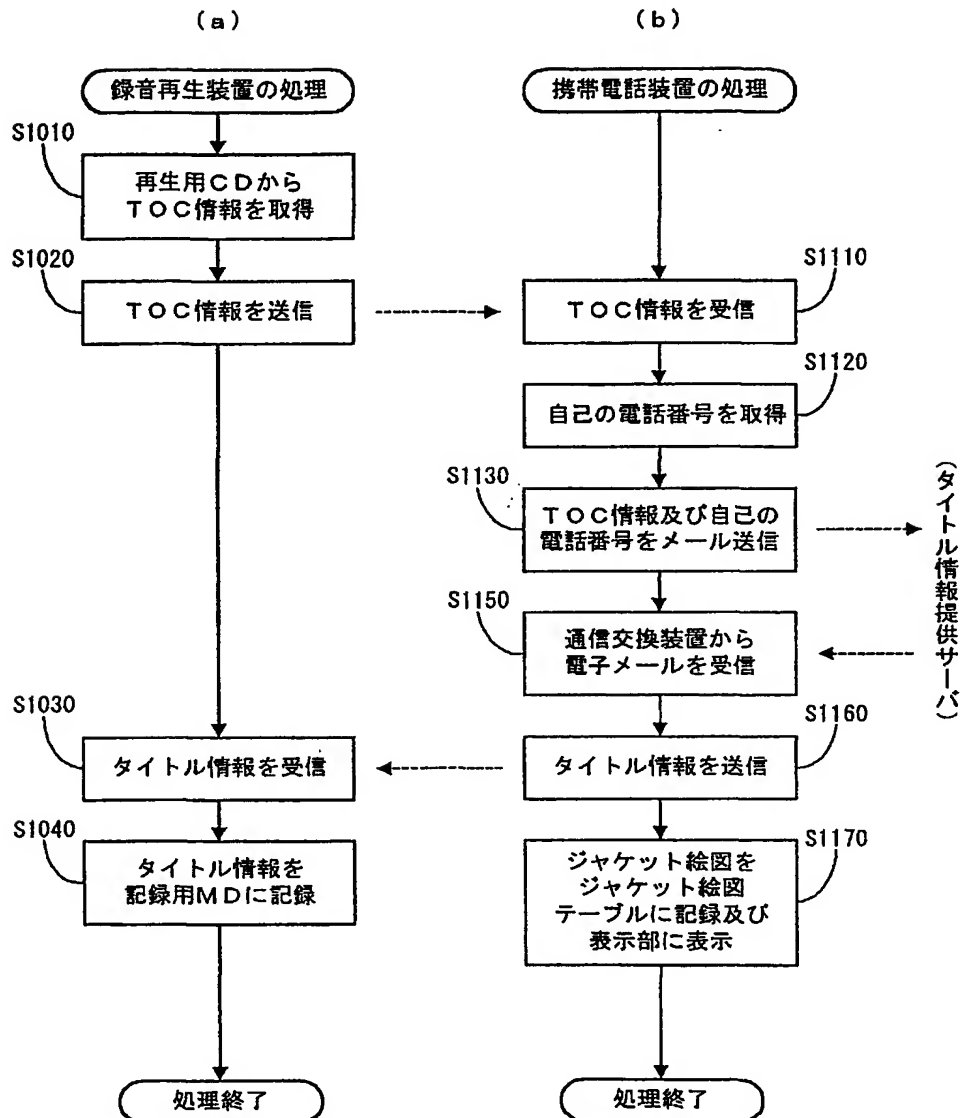 (a)
録音再生装置の処理
S1010
再生用CDから
TOC情報を取得
S1020
TOC情報を送信
S1030
タイトル情報を受信
S1040
タイトル情報を
記録用MDに記録
処理終了
(b)
携帯電話装置の処理
S1110
TOC情報を受信
S1120
自己の電話番号を取得
S1130
TOC情報及び自己の
電話番号をメール送信
(タイトル情報提供サーバ)
S1150
通信交換装置から
電子メールを受信
S1160
タイトル情報を送信
S1170
ジャケット絵図を
ジャケット絵図
テーブルに記録及び
表示部に表示
処理終了